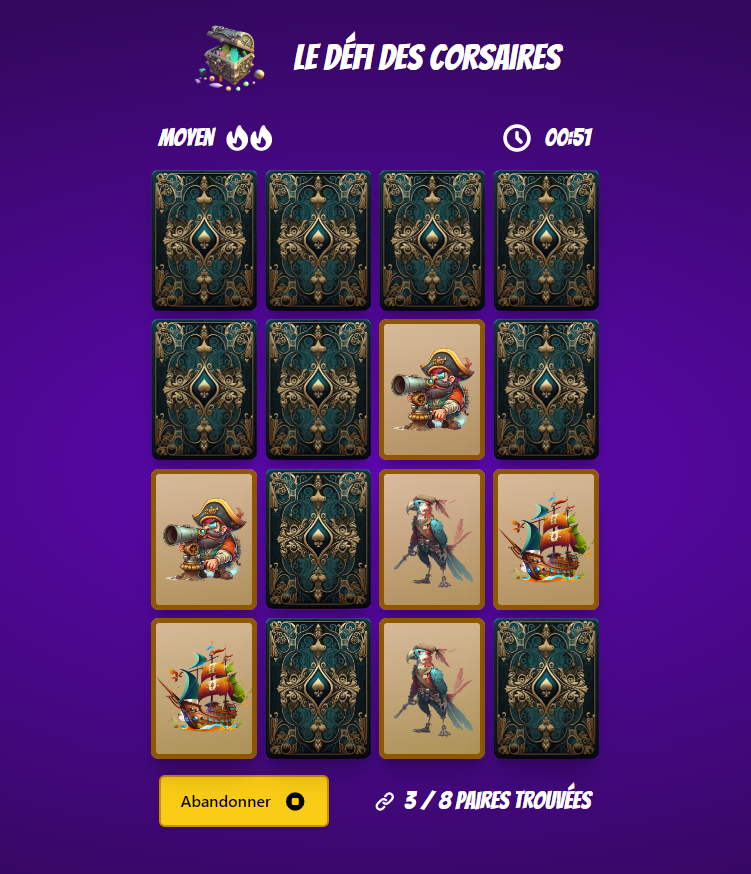 LE DÉFI DES CORSAIRES
MOYEN
00:51
Abandonner
3 / 8 PAIRES TROUVÉES